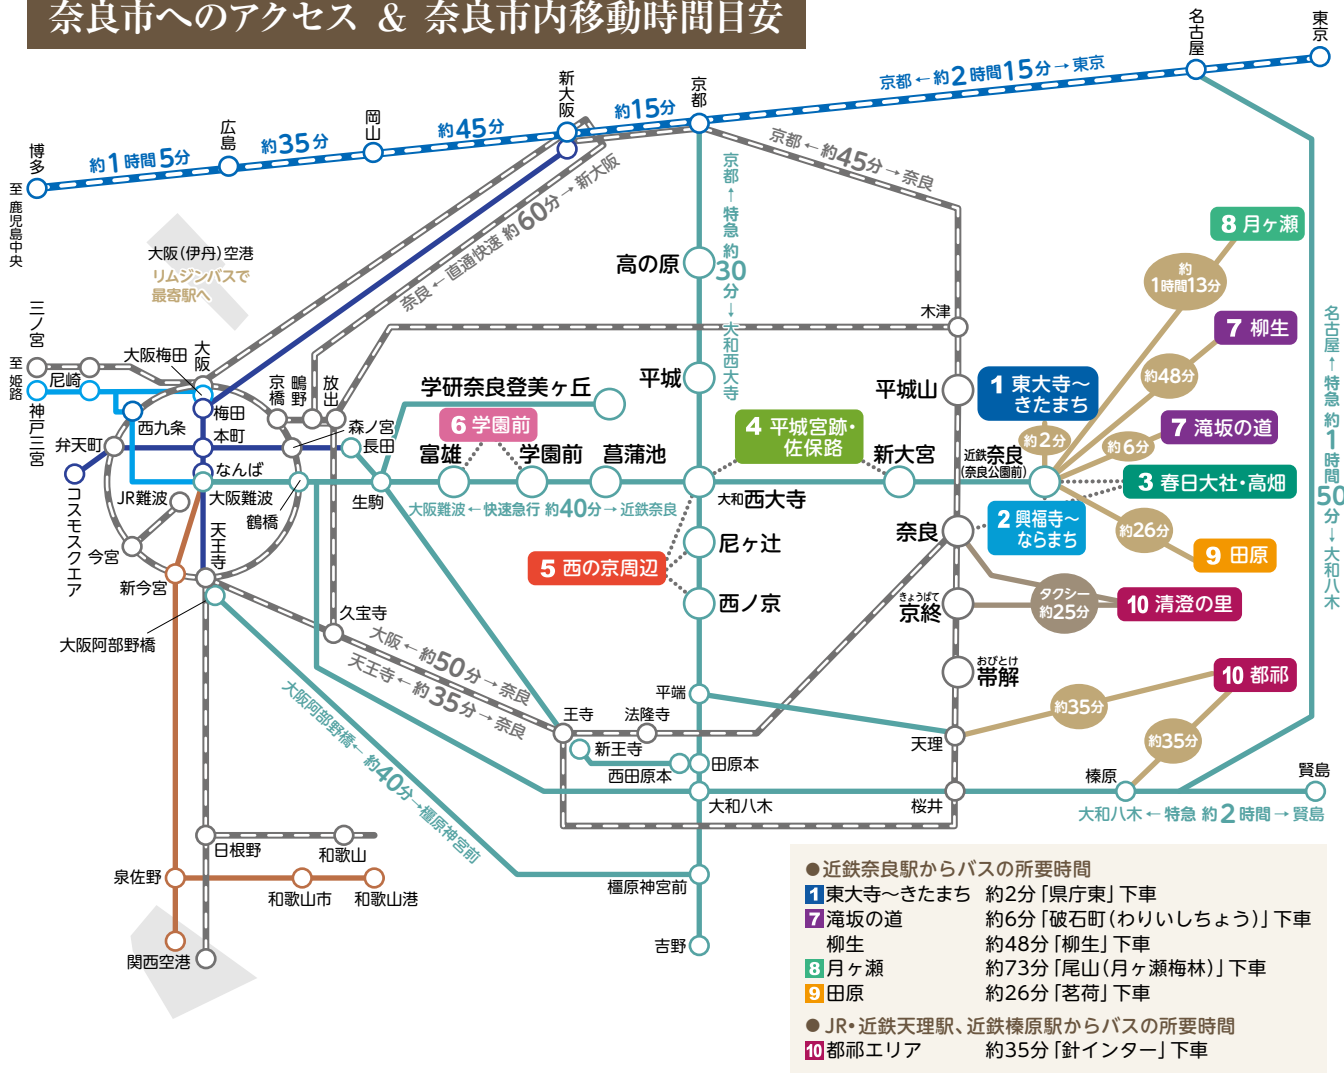 奈良市へのアクセス ＆ 奈良市内移動時間目安
東京
名古屋
京都←約2時間15分→東京
京都
約15分
新大阪
約45分
岡山
約35分
広島
約1時間5分
博多
至 鹿児島中央
京都←約45分→奈良
奈良←直通快速 約60分→新大阪
京都←特急 約30分→大和西大寺
名古屋←特急 約1時間50分→大和八木
大阪(伊丹)空港
リムジンバスで
最寄駅へ
高の原
木津
8 月ヶ瀬
約
1時間13分
7 柳生
約48分
三ノ宮
至 姫路
尼崎
神戸三宮
大阪梅田
大阪
梅田
京橋
鴫野
放出
学研奈良登美ヶ丘
平城
平城山
1 東大寺〜
きたまち
約2分
7 滝坂の道
約6分
西九条
本町
森ノ宮
長田
弁天町
なんば
コスモスクエア
JR難波
大阪難波
鶴橋
生駒
6 学園前
富雄
学園前
菖蒲池
4 平城宮跡・
佐保路
新大宮
近鉄奈良
(奈良公園前)
3 春日大社・高畑
大和西大寺
大阪難波←快速急行 約40分→近鉄奈良
2 興福寺〜
ならまち
約26分
9 田原
奈良
尼ヶ辻
5 西の京周辺
西ノ京
今宮
新今宮
天王寺
大阪阿部野橋
久宝寺
きょうばて
京終
タクシー
約25分
10 清澄の里
大阪←約50分→奈良
天王寺←約35分→奈良
大阪阿部野橋←約40分→橿原神宮前
おびとけ
帯解
10 都祁
約35分
約35分
平端
天理
王寺
法隆寺
新王寺
西田原本
田原本
大和八木
桜井
榛原
賢島
大和八木←特急 約2時間→賢島
日根野
和歌山
泉佐野
和歌山市
和歌山港
橿原神宮前
吉野
関西空港
●近鉄奈良駅からバスの所要時間
1 東大寺〜きたまち 約2分「県庁東」下車
7 滝坂の道 約6分「破石町(わりいしちょう)」下車
柳生 約48分「柳生」下車
8 月ヶ瀬 約73分「尾山(月ヶ瀬梅林)」下車
9 田原 約26分「茗荷」下車
●JR・近鉄天理駅、近鉄榛原駅からバスの所要時間
10 都祁エリア 約35分「針インター」下車